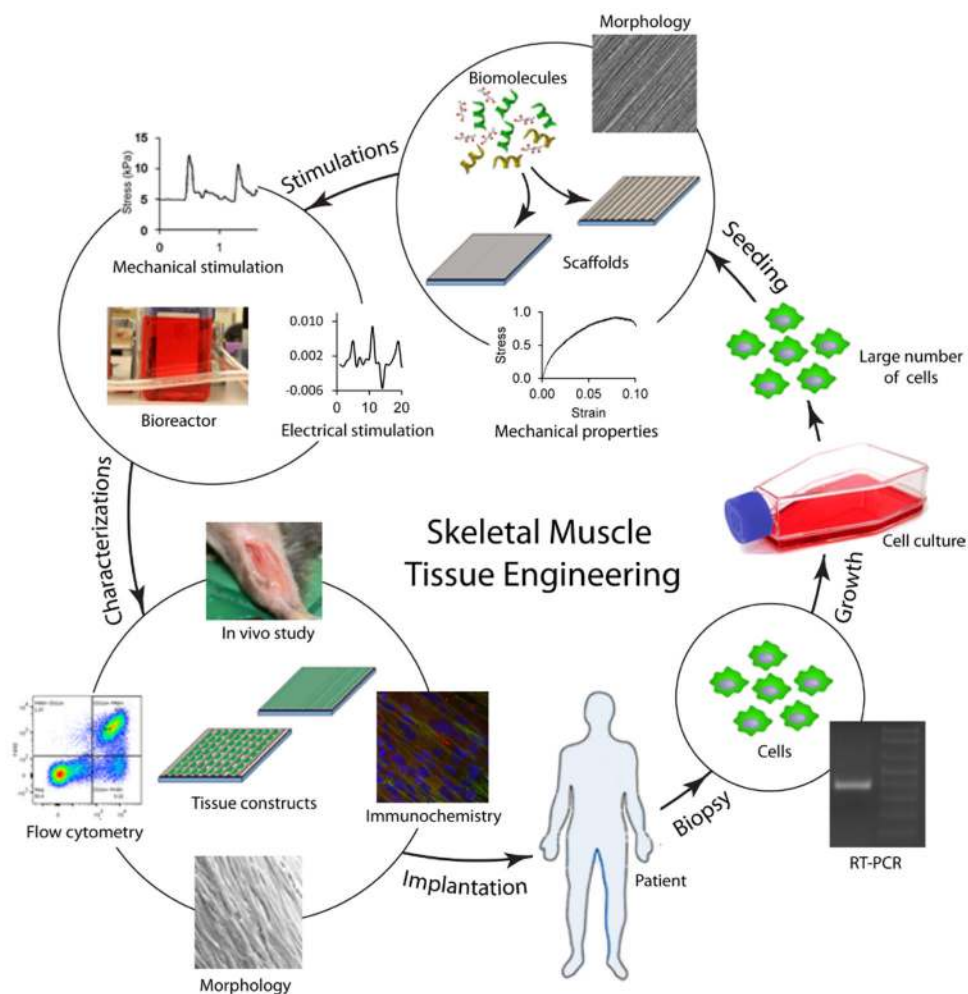 Morphology
Biomolecules
Scaffolds
Stress
1.0
0.5
0.0
0.00
0.05
0.10
Strain
Mechanical properties
Stimulations
Stress (kPa)
15
10
5
0
0
1
Mechanical stimulation
Bioreactor
0.010
0.002
-0.006
0
10
20
Electrical stimulation
Seeding
Large number
of cells
Cell culture
Growth
Skeletal Muscle
Tissue Engineering
Characterizations
In vivo study
Tissue constructs
Flow cytometry
Immunochemistry
Morphology
Implantation
Patient
Biopsy
Cells
RT-PCR